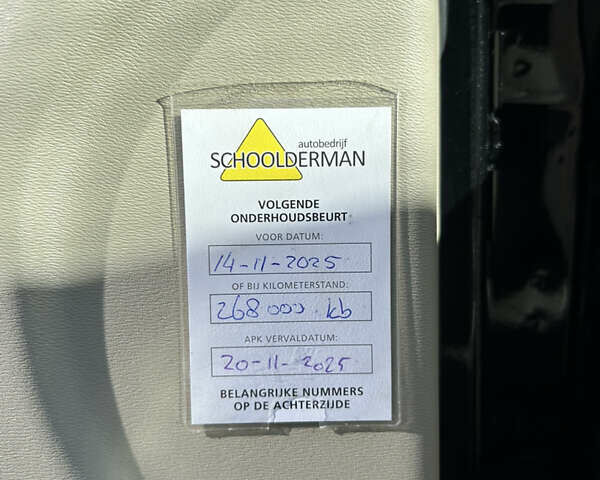 autobedrijf
SCHOOLDERMAN
VOLGENDE
ONDERHOUDSBEURT
VOOR DATUM:
14-11-2025
OF BIJ KILOMETERSTAND:
268000 kb
APK VERVALDATUM:
20-11-2025
BELANGRIJKE NUMMERS
OP DE ACHTERZIJDE